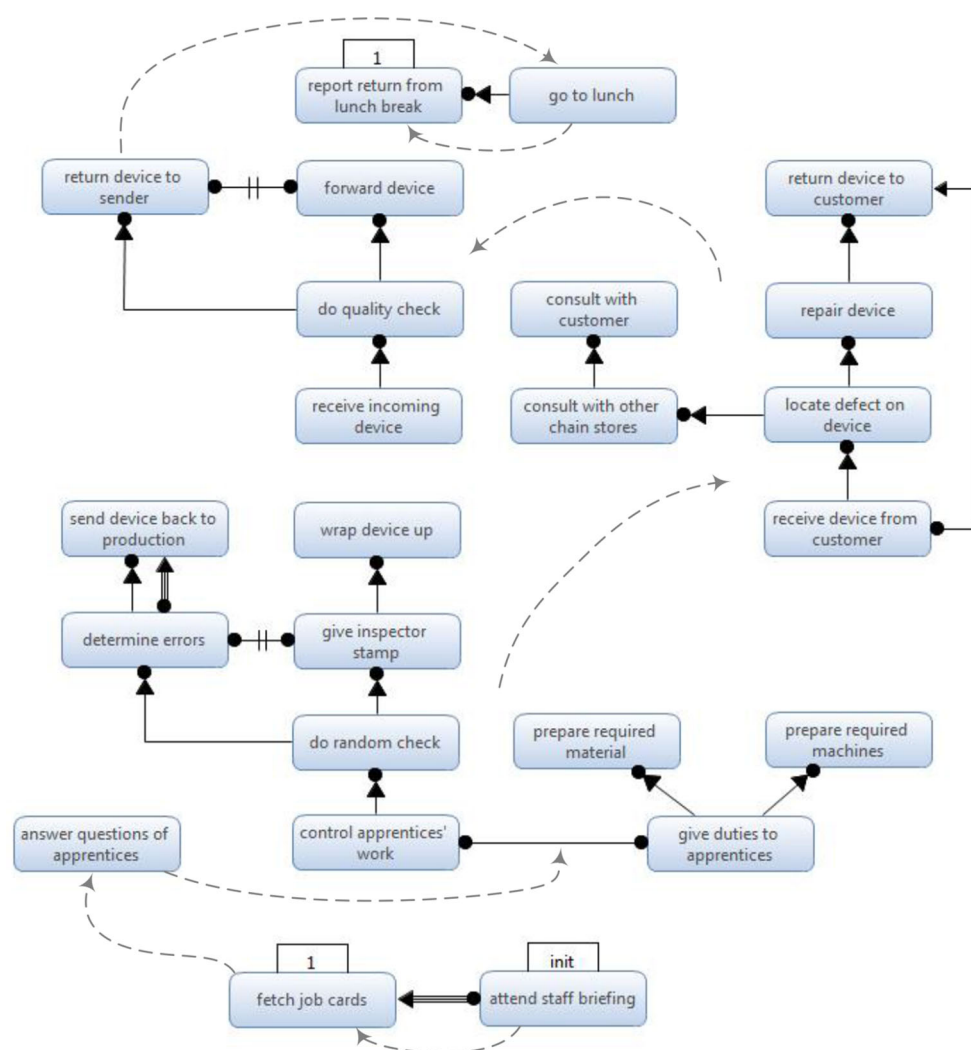 1
report return from
lunch break
go to lunch
return device to
sender
forward device
return device to
customer
do quality check
consult with
customer
repair device
receive incoming
device
consult with other
chain stores
locate defect on
device
send device back to
production
wrap device up
receive device from
customer
determine errors
give inspector
stamp
do random check
prepare required
material
prepare required
machines
answer questions of
apprentices
control apprentices'
work
give duties to
apprentices
1
fetch job cards
init
attend staff briefing